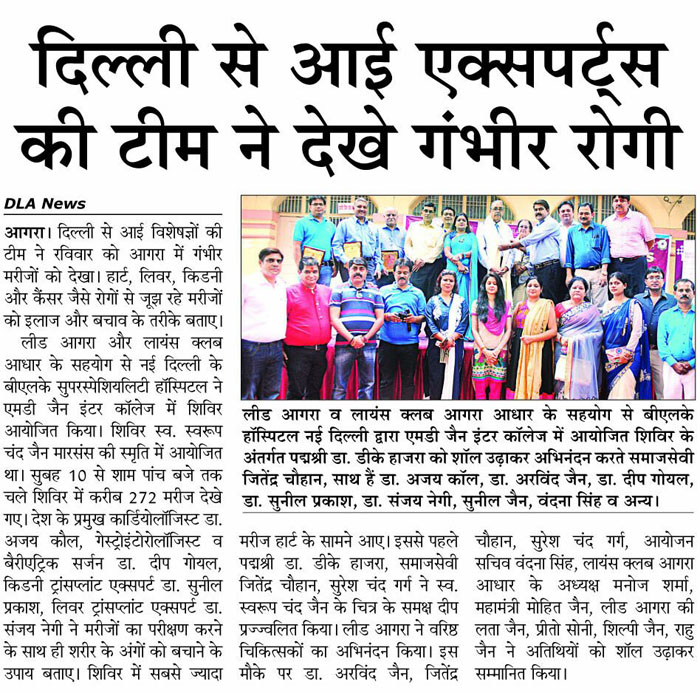 दिल्ली से आई एक्सपर्ट्स
की टीम ने देखे गंभीर रोगी
DLA News
आगरा। दिल्ली से आई विशेषज्ञों की
टीम ने रविवार को आगरा में गंभीर
मरीजों को देखा। हार्ट, लिवर, किडनी
और कैंसर जैसे रोगों से जूझ रहे मरीजों
को इलाज और बचाव के तरीके बताए।
लीड आगरा और लायंस क्लब
आधार के सहयोग से नई दिल्ली के
बीएलके सुपरस्पेशियलिटी हॉस्पिटल ने
एमडी जैन इंटर कॉलेज में शिविर
आयोजित किया। शिविर स्व. स्वरूप
चंद जैन मारसंस की स्मृति में आयोजित
था। सुबह 10 से शाम पांच बजे तक
चले शिविर में करीब 272 मरीज देखे
गए। देश के प्रमुख कार्डियोलॉजिस्ट डा.
अजय कौल, गेस्ट्रोइंटोरोलॉजिस्ट व
बैरीएट्रिक सर्जन डा. दीप गोयल,
किडनी ट्रांसप्लांट एक्सपर्ट डा. सुनील
प्रकाश, लिवर ट्रांसप्लांट एक्सपर्ट डा.
संजय नेगी ने मरीजों का परीक्षण करने
के साथ ही शरीर के अंगों को बचाने के
उपाय बताए। शिविर में सबसे ज्यादा
लीड आगरा व लायंस क्लब आगरा आधार के सहयोग से बीएलके
हॉस्पिटल नई दिल्ली द्वारा एमडी जैन इंटर कॉलेज में आयोजित शिविर के
अंतर्गत पद्मश्री डा. डीके हाजरा को शॉल उढ़ाकर अभिनंदन करते समाजसेवी
जितेंद्र चौहान, साथ हैं डा. अजय कॉल, डा. अरविंद जैन, डा. दीप गोयल,
डा. सुनील प्रकाश, डा. संजय नेगी, सुनील जैन, वंदना सिंह व अन्य।
मरीज हार्ट के सामने आए। इससे पहले
पद्मश्री डा. डीके हाजरा, समाजसेवी
जितेंद्र चौहान, सुरेश चंद गर्ग ने स्व.
स्वरूप चंद जैन के चित्र के समक्ष दीप
प्रज्ज्वलित किया। लीड आगरा ने वरिष्ठ
चिकित्सकों का अभिनंदन किया। इस
मौके पर डा. अरविंद जैन, जितेंद्र
चौहान, सुरेश चंद गर्ग, आयोजन
सचिव वंदना सिंह, लायंस क्लब आगरा
आधार के अध्यक्ष मनोज शर्मा,
महामंत्री मोहित जैन, लीड आगरा की
लता जैन, प्रीतो सोनी, शिल्पी जैन, राहु
जैन ने अतिथियों को शॉल उढ़ाकर
सम्मानित किया।